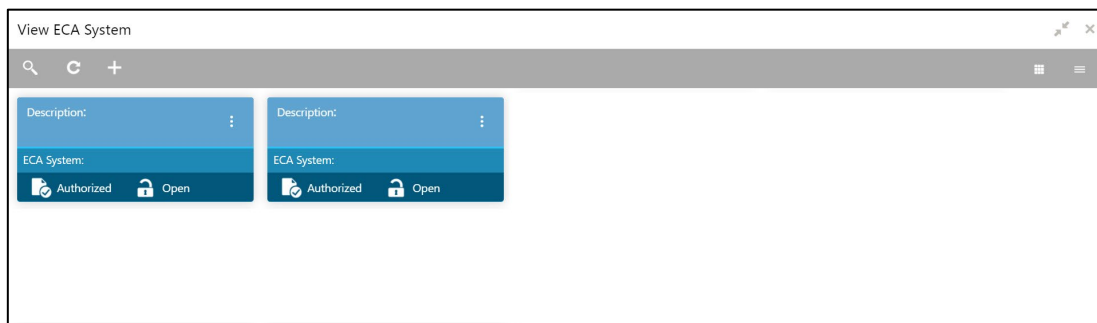 View ECA System
Description:
Description:
ECA System:
ECA System:
Authorized Open
Authorized Open